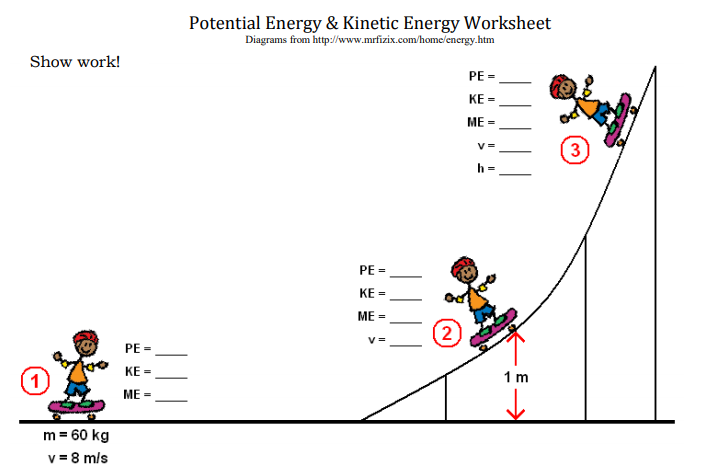 Potential Energy & Kinetic Energy Worksheet
Diagrams from http://www.mrfizix.com/home/energy.htm
Show work!
PE = ____
KE = ____
ME = ____
v = ____
h = ____
3
PE = ____
KE = ____
ME = ____
v = ____
2
1 m
PE = ____
KE = ____
ME = ____
1
m = 60 kg
v = 8 m/s